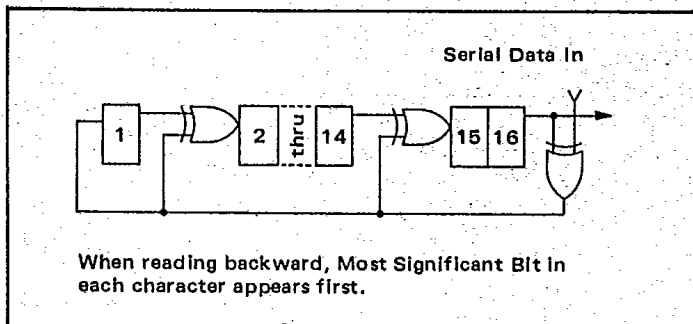 Serial Data In
1
2
thru
14
15
16
When reading backward, Most Significant Bit in
each character appears first.